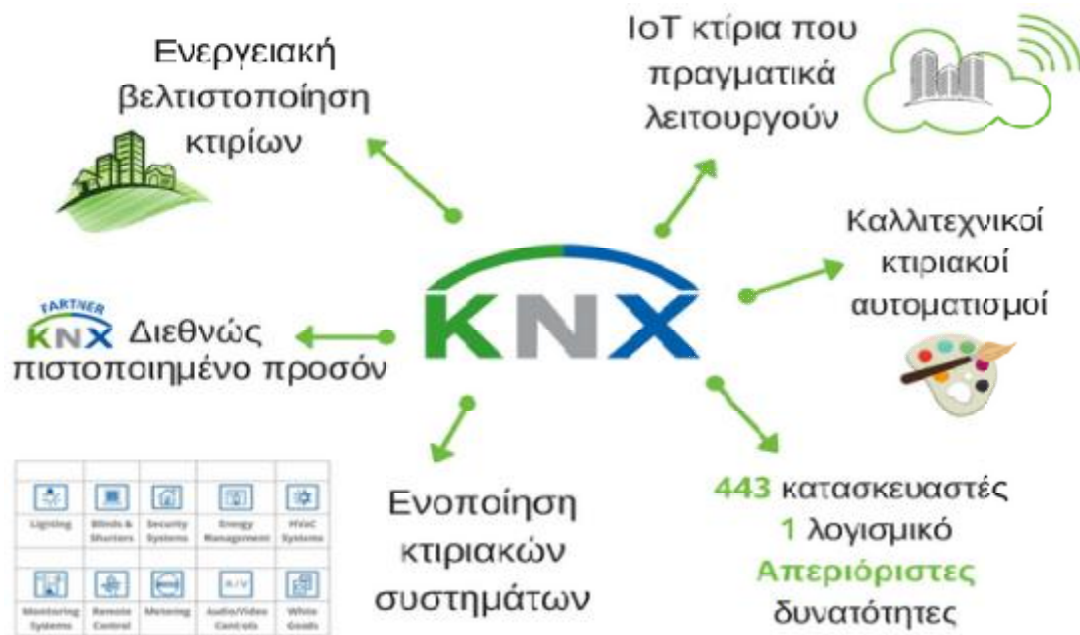 Ενεργειακή
βελτιστοποίηση
κτιρίων
IoT κτίρια που
πραγματικά
λειτουργούν
Καλλιτεχνικοί
κτιριακοί
αυτοματισμοί
KNX
PARTNER
KNX Διεθνώς
πιστοποιημένο προσόν
Ενοποίηση
κτιριακών
συστημάτων
443 κατασκευαστές
1 λογισμικό
Απεριόριστες
δυνατότητες
Lighting
Blinds &
Shutters
Security
Systems
Energy
Management
HVAC
Systems
Monitoring
Systems
Remote
Control
Metering
A/V
Audio/Video
Controls
White
Goods